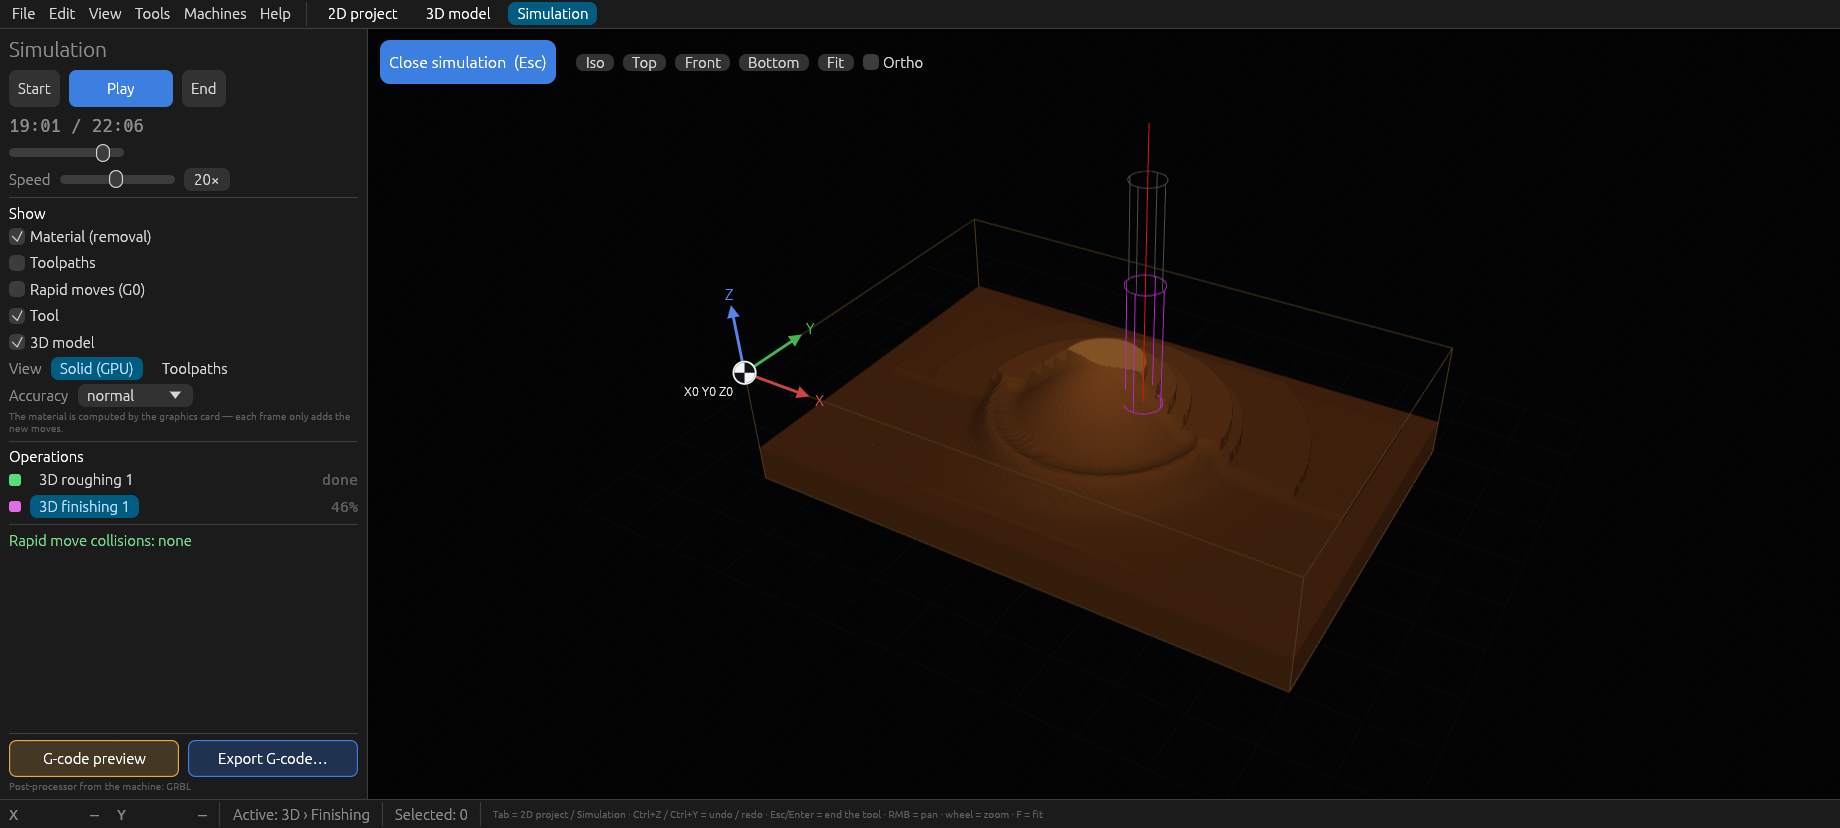 File Edit View Tools Machines Help 2D project 3D model Simulation
Simulation
Start Play End
19:01 / 22:06
Speed 20×
Show
Material (removal)
Toolpaths
Rapid moves (G0)
Tool
3D model
View Solid (GPU) Toolpaths
Accuracy normal
The material is computed by the graphics card — each frame only adds the
new moves.
Operations
3D roughing 1 done
3D finishing 1 46%
Rapid move collisions: none
G-code preview Export G-code…
Post-processor from the machine: GRBL
Close simulation (Esc) Iso Top Front Bottom Fit Ortho
Z
Y
X0 Y0 Z0
X
X – Y – Active: 3D › Finishing Selected: 0 Tab = 2D project / Simulation · Ctrl+Z / Ctrl+Y = undo / redo · Esc/Enter = end the tool · RMB = pan · wheel = zoom · F = fit